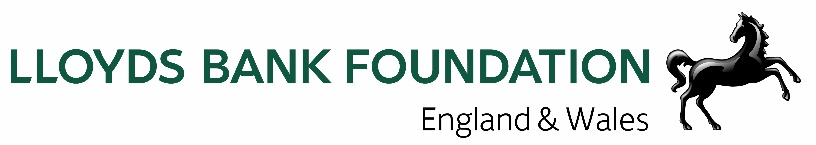 LLOYDS BANK FOUNDATION
England & Wales